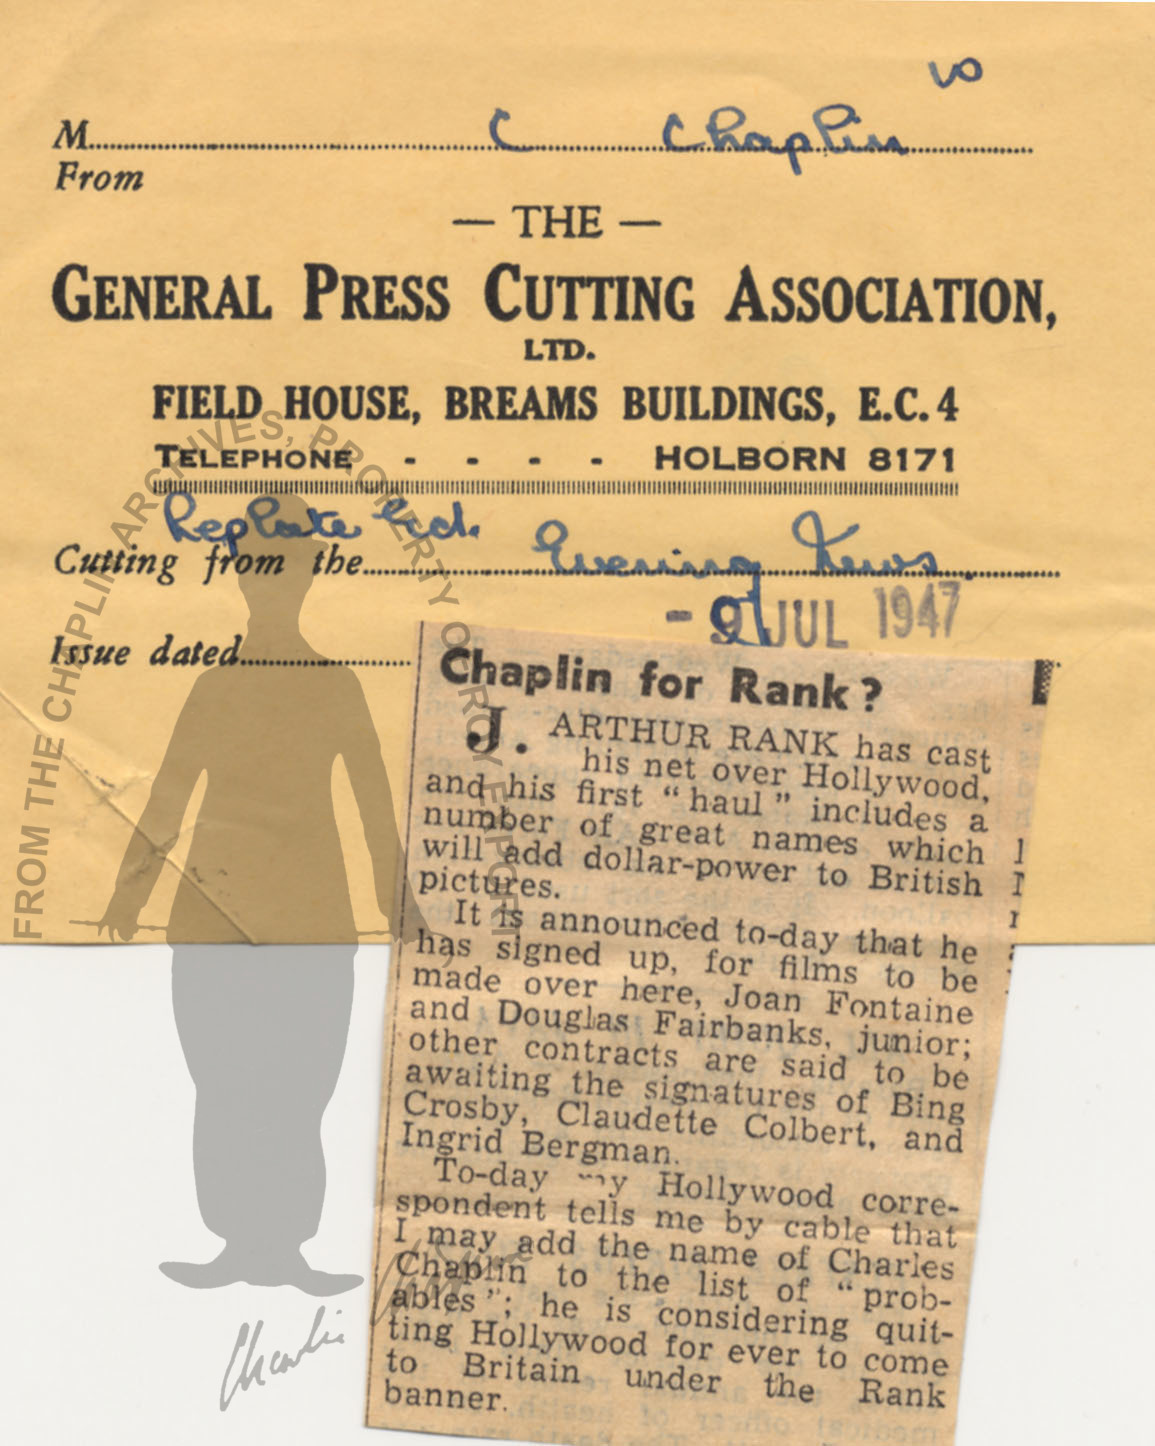 10
M.......... C Chaplin
From
— THE —
GENERAL PRESS CUTTING ASSOCIATION,
LTD.
FIELD HOUSE, BREAMS BUILDINGS, E.C.4
TELEPHONE - - - - HOLBORN 8171
Replate Ed.
Cutting from the.......... Evening News.
- 9 JUL 1947
Issue dated..........
Chaplin for Rank?
J. ARTHUR RANK has cast
his net over Hollywood,
and his first “haul” includes a
number of great names which
will add dollar-power to British
pictures.
It is announced to-day that he
has signed up, for films to be
made over here, Joan Fontaine
and Douglas Fairbanks, junior;
other contracts are said to be
awaiting the signatures of Bing
Crosby, Claudette Colbert, and
Ingrid Bergman.
To-day my Hollywood corre-
spondent tells me by cable that
I may add the name of Charles
Chaplin to the list of “prob-
ables”; he is considering quit-
ting Hollywood for ever to come
to Britain under the Rank
banner.
FROM THE CHAPLIN ARCHIVES, PROPERTY OF ROY EXPORT
Charlie Chaplin